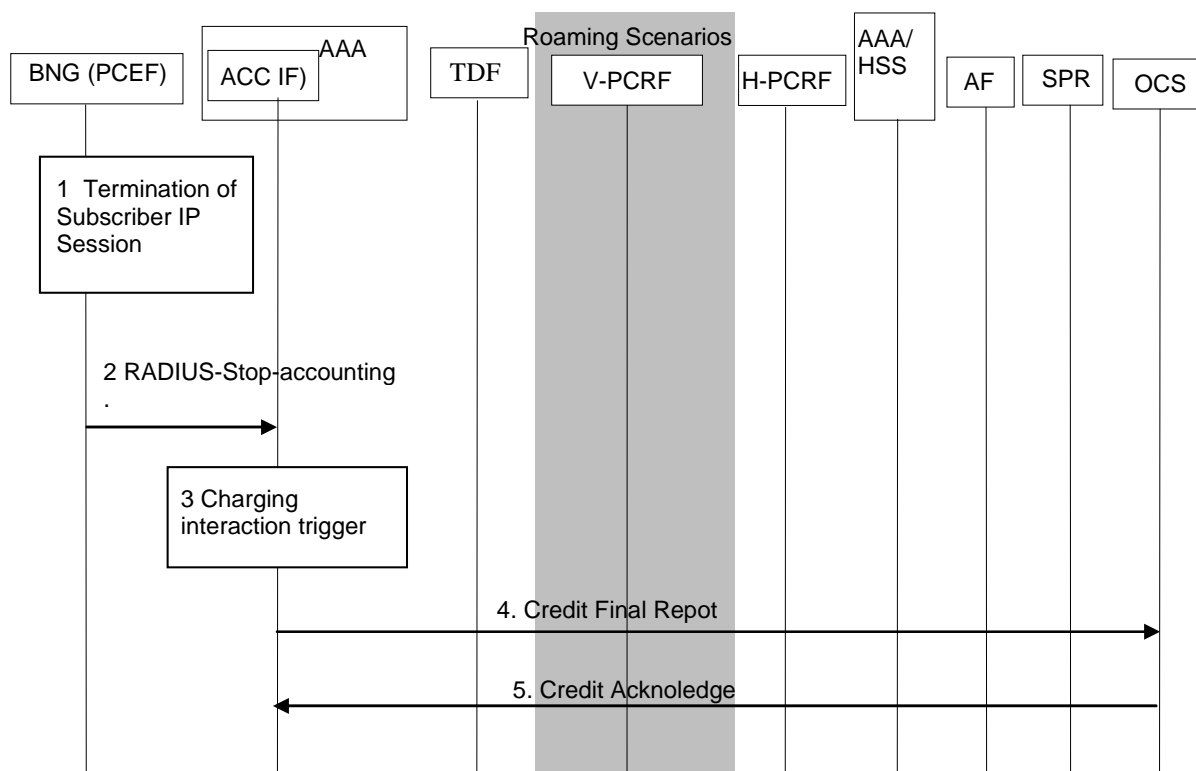 Roaming Scenarios
BNG (PCEF)
AAA
ACC IF)
TDF
V-PCRF
H-PCRF
AAA/
HSS
AF
SPR
OCS
1 Termination of
Subscriber IP
Session
2 RADIUS-Stop-accounting
.
3 Charging
interaction trigger
4. Credit Final Repot
5. Credit Acknoledge